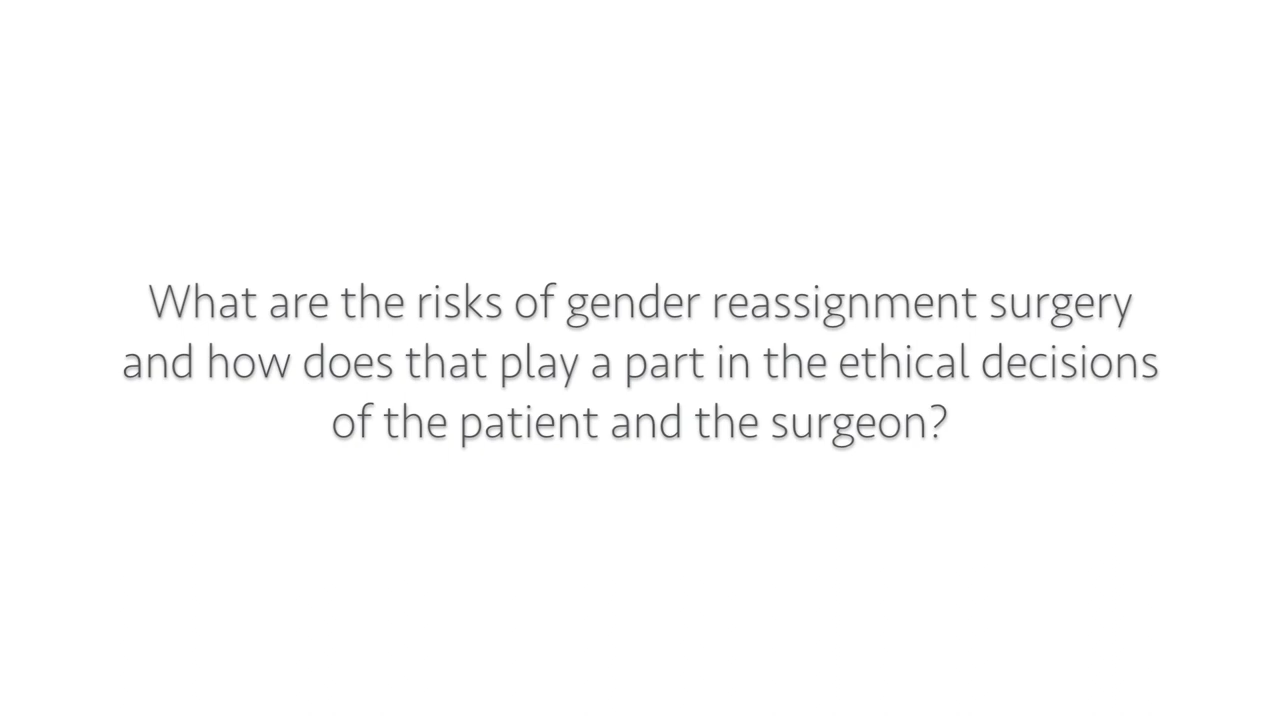 What are the risks of gender reassignment surgery
and how does that play a part in the ethical decisions
of the patient and the surgeon?